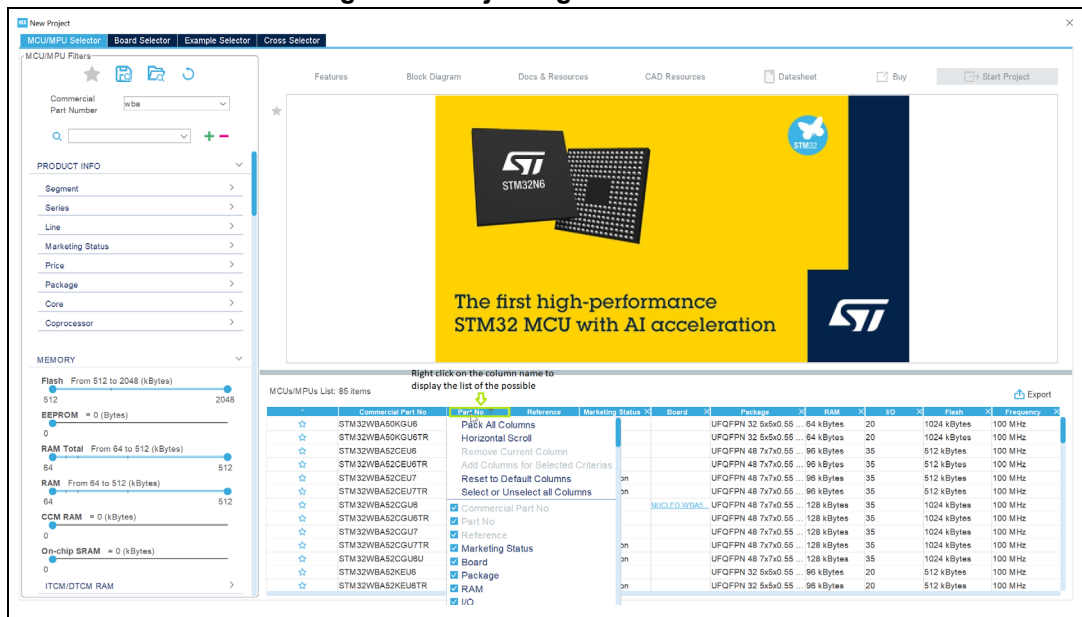 New Project
MCU/MPU Selector Board Selector Example Selector Cross Selector
MCU/MPU Filters
Features Block Diagram Docs & Resources CAD Resources Datasheet Buy Start Project
Commercial
Part Number
wba
PRODUCT INFO
Segment
Series
Line
Marketing Status
Price
Package
Core
Coprocessor
MEMORY
Flash From 512 to 2048 (kBytes)
512 2048
EEPROM = 0 (Bytes)
0
RAM Total From 64 to 512 (kBytes)
64 512
RAM From 64 to 512 (kBytes)
64 512
CCM RAM = 0 (kBytes)
0
On-chip SRAM = 0 (kBytes)
0
ITCM/DTCM RAM
STM32
STM32N6
The first high-performance
STM32 MCU with AI acceleration
Right click on the column name to
display the list of the possible
MCUs/MPUs List: 85 items
Export
* Commercial Part No Part No Reference Marketing Status X Board X Package X RAM X I/O X Flash X Frequency X
STM32WBA50KGU6 UFQFPN 32 5x5x0.55 ... 64 kBytes 20 1024 kBytes 100 MHz
STM32WBA50KGU6TR UFQFPN 32 5x5x0.55 ... 64 kBytes 20 1024 kBytes 100 MHz
STM32WBA52CEU6 UFQFPN 48 7x7x0.55 ... 96 kBytes 35 512 kBytes 100 MHz
STM32WBA52CEU6TR UFQFPN 48 7x7x0.55 ... 96 kBytes 35 512 kBytes 100 MHz
STM32WBA52CEU7 on UFQFPN 48 7x7x0.55 ... 96 kBytes 35 512 kBytes 100 MHz
STM32WBA52CEU7TR on UFQFPN 48 7x7x0.55 ... 96 kBytes 35 512 kBytes 100 MHz
STM32WBA52CGU6 NUCLEO-WBA5... UFQFPN 48 7x7x0.55 ... 128 kBytes 35 1024 kBytes 100 MHz
STM32WBA52CGU6TR UFQFPN 48 7x7x0.55 ... 128 kBytes 35 1024 kBytes 100 MHz
STM32WBA52CGU7 UFQFPN 48 7x7x0.55 ... 128 kBytes 35 1024 kBytes 100 MHz
STM32WBA52CGU7TR on UFQFPN 48 7x7x0.55 ... 128 kBytes 35 1024 kBytes 100 MHz
STM32WBA52CGU8U on UFQFPN 48 7x7x0.55 ... 128 kBytes 35 1024 kBytes 100 MHz
STM32WBA52KEU6 UFQFPN 32 5x5x0.55 ... 96 kBytes 20 512 kBytes 100 MHz
STM32WBA52KEU6TR on UFQFPN 32 5x5x0.55 ... 96 kBytes 20 512 kBytes 100 MHz
Pack All Columns
Horizontal Scroll
Remove Current Column
Add Columns for Selected Criterias
Reset to Default Columns
Select or Unselect all Columns
Commercial Part No
Part No
Reference
Marketing Status
Board
Package
RAM
I/O